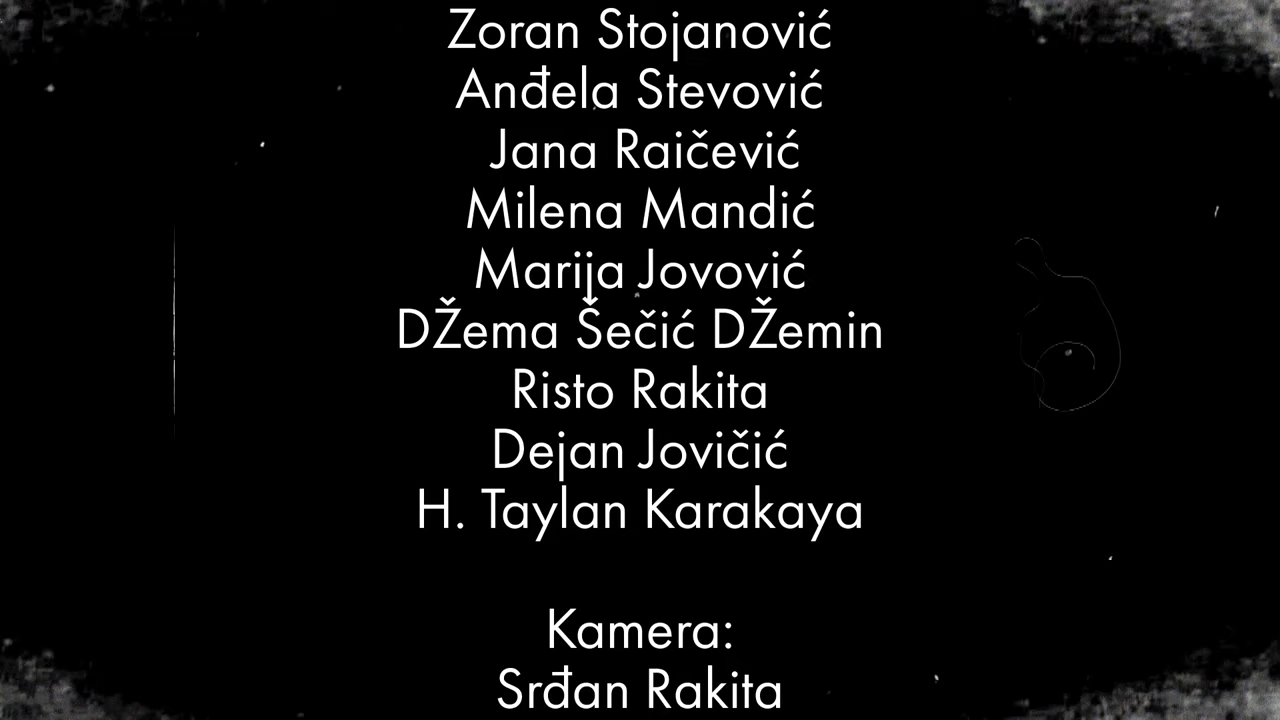 Zoran Stojanović
Anđela Stevović
Jana Raičević
Milena Mandić
Marija Jovović
DŽema Šečić DŽemin
Risto Rakita
Dejan Jovičić
H. Taylan Karakaya
Kamera:
Srđan Rakita